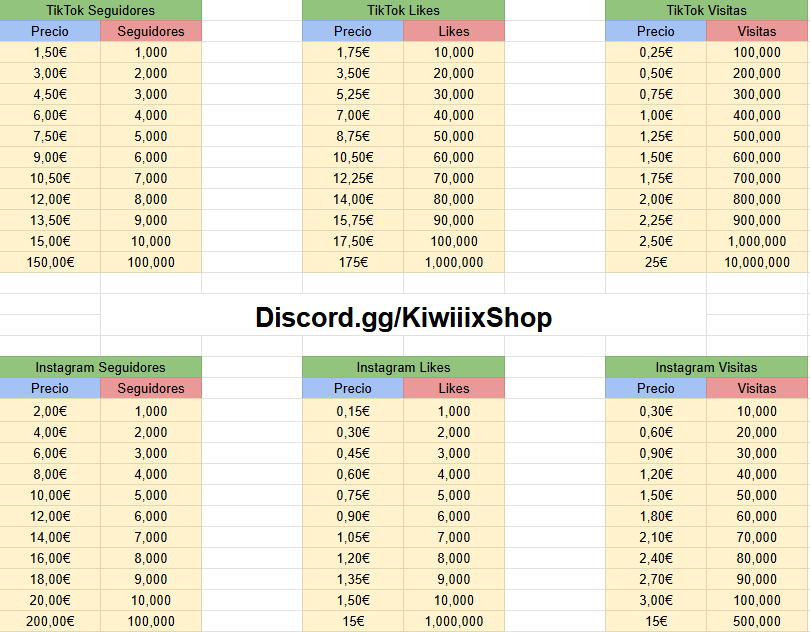 TikTok Seguidores TikTok Likes TikTok Visitas
Precio Seguidores Precio Likes Precio Visitas
1,50€ 1,000 1,75€ 10,000 0,25€ 100,000
3,00€ 2,000 3,50€ 20,000 0,50€ 200,000
4,50€ 3,000 5,25€ 30,000 0,75€ 300,000
6,00€ 4,000 7,00€ 40,000 1,00€ 400,000
7,50€ 5,000 8,75€ 50,000 1,25€ 500,000
9,00€ 6,000 10,50€ 60,000 1,50€ 600,000
10,50€ 7,000 12,25€ 70,000 1,75€ 700,000
12,00€ 8,000 14,00€ 80,000 2,00€ 800,000
13,50€ 9,000 15,75€ 90,000 2,25€ 900,000
15,00€ 10,000 17,50€ 100,000 2,50€ 1,000,000
150,00€ 100,000 175€ 1,000,000 25€ 10,000,000
Discord.gg/KiwiiixShop
Instagram Seguidores Instagram Likes Instagram Visitas
Precio Seguidores Precio Likes Precio Visitas
2,00€ 1,000 0,15€ 1,000 0,30€ 10,000
4,00€ 2,000 0,30€ 2,000 0,60€ 20,000
6,00€ 3,000 0,45€ 3,000 0,90€ 30,000
8,00€ 4,000 0,60€ 4,000 1,20€ 40,000
10,00€ 5,000 0,75€ 5,000 1,50€ 50,000
12,00€ 6,000 0,90€ 6,000 1,80€ 60,000
14,00€ 7,000 1,05€ 7,000 2,10€ 70,000
16,00€ 8,000 1,20€ 8,000 2,40€ 80,000
18,00€ 9,000 1,35€ 9,000 2,70€ 90,000
20,00€ 10,000 1,50€ 10,000 3,00€ 100,000
200,00€ 100,000 15€ 1,000,000 15€ 500,000